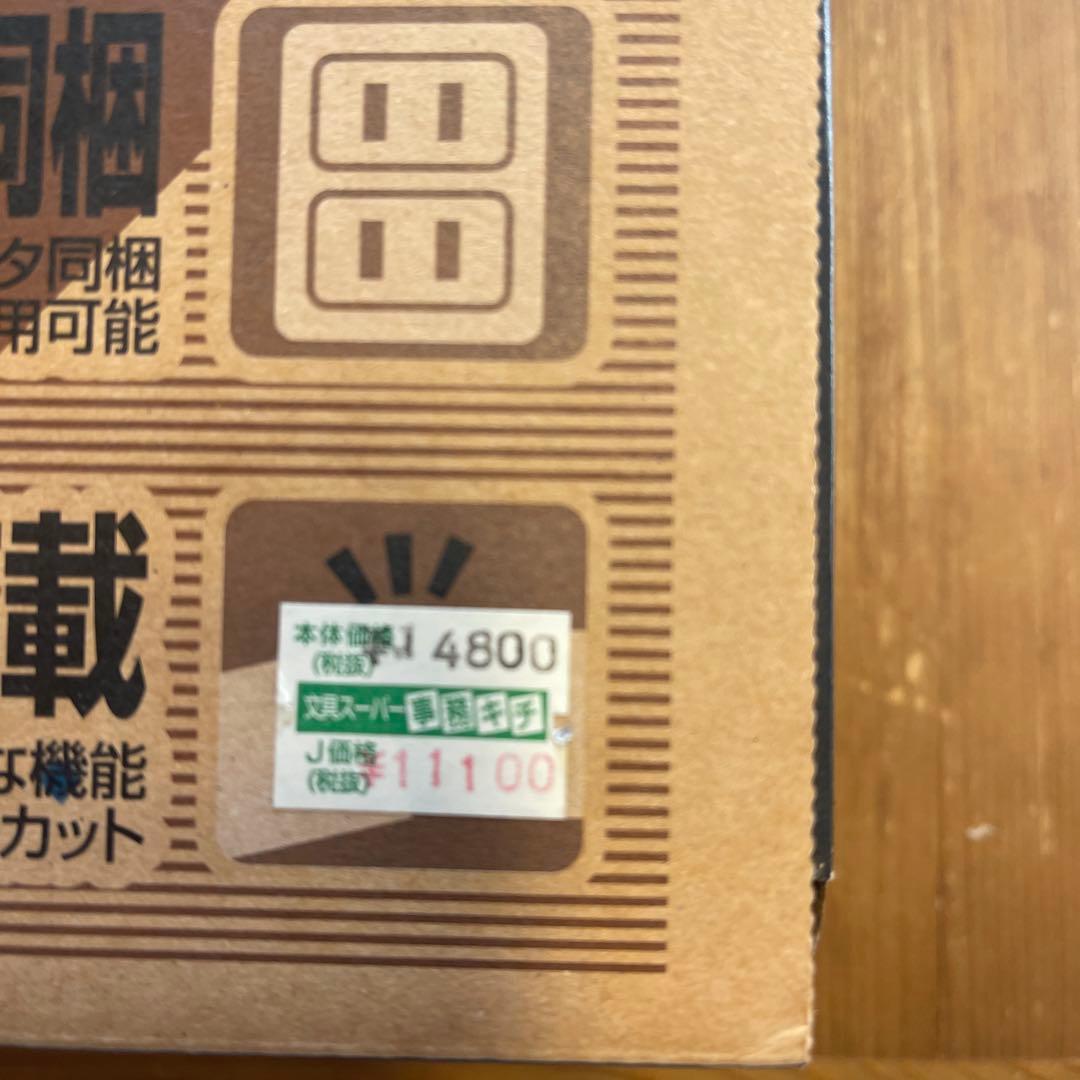 同梱
タ同梱
用可能
載
な機能
カット
本体価格 ¥14800
(税抜)
文具スーパー事務キチ
J価格 ¥11100
(税抜)